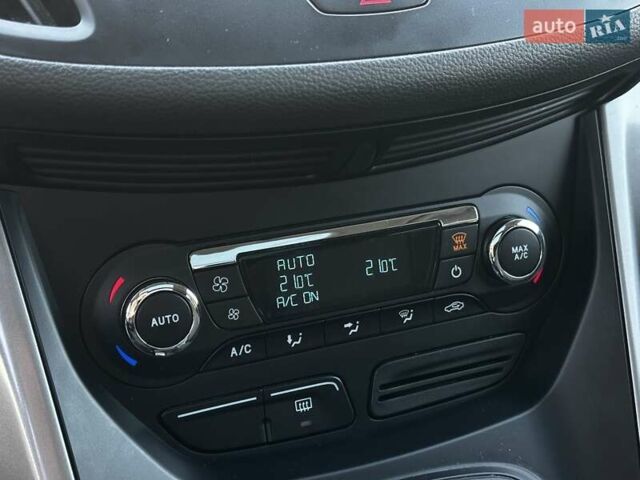 auto RIA
AUTO
21.0°C 21.0°C
A/C ON
MAX
MAX A/C
AUTO
A/C